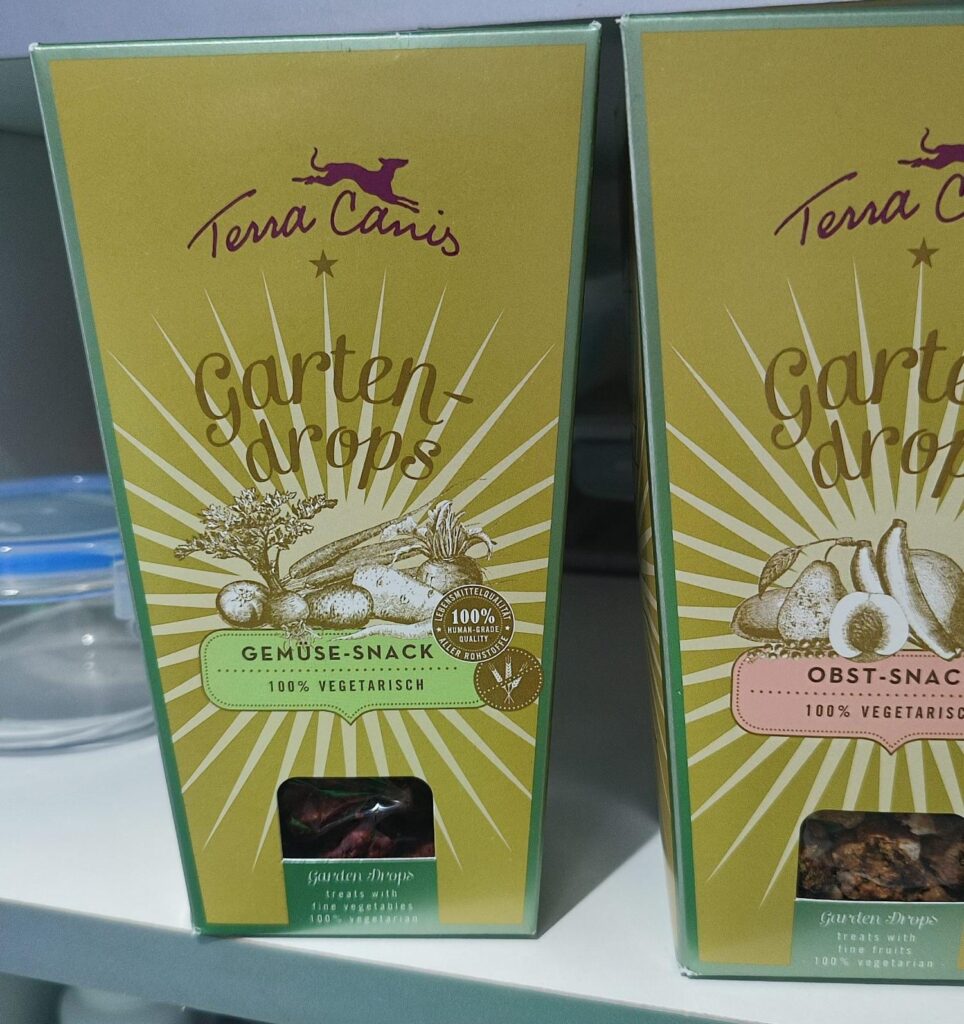 Terra Canis
Garten-
drops
LEBENSMITTELQUALITÄT
100%
HUMAN-GRADE
QUALITY
ALLER ROHSTOFFE
GEMÜSE-SNACK
100% VEGETARISCH
Garden Drops
treats with
fine vegetables
100% vegetarian
Terra C
Garte
drop
OBST-SNAC
100% VEGETARISC
Garden Drops
treats with
fine fruits
100% vegetarian